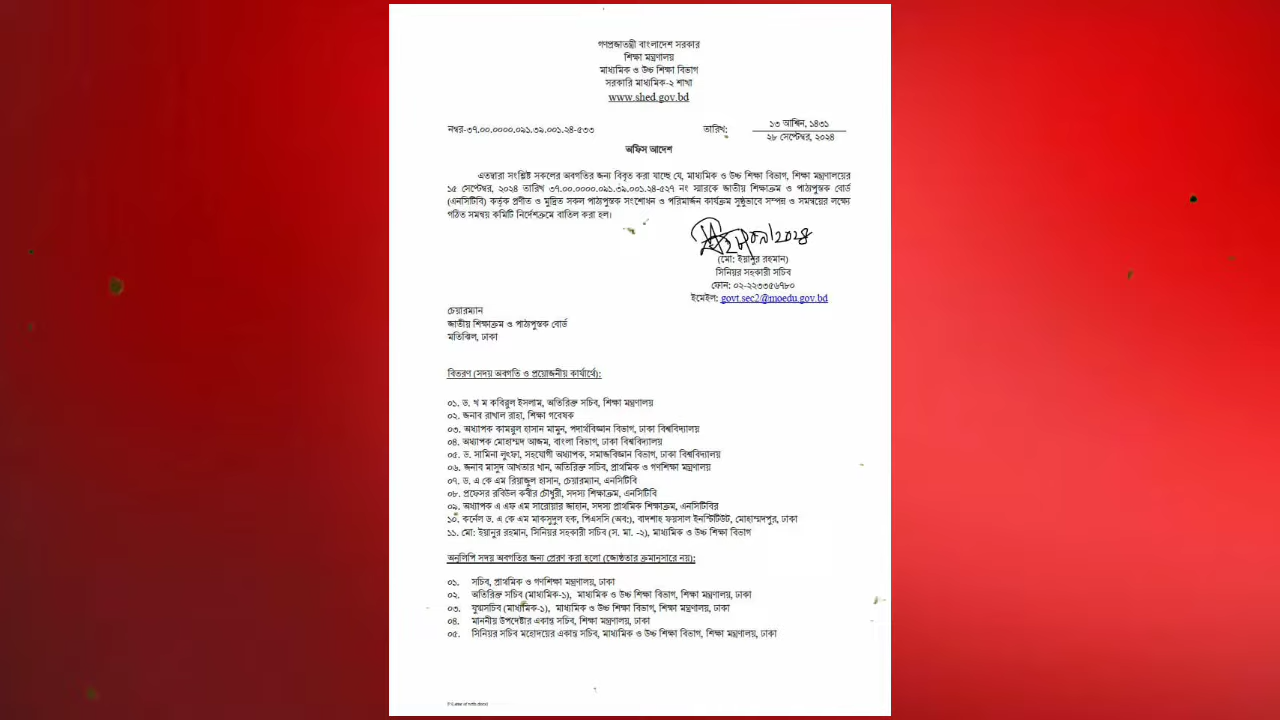 গণপ্রজাতন্ত্রী বাংলাদেশ সরকার
শিক্ষা মন্ত্রণালয়
মাধ্যমিক ও উচ্চ শিক্ষা বিভাগ
সরকারি মাধ্যমিক-২ শাখা
www.shed.gov.bd
নম্বর-৩৭.০০.০০০০.০৯১.৩৯.০০১.২৪-৫৩৩
তারিখ:
১৩ আশ্বিন, ১৪৩১
২৮ সেপ্টেম্বর, ২০২৪
অফিস আদেশ
এতদ্বারা সংশ্লিষ্ট সকলের অবগতির জন্য বিবৃত করা যাচ্ছে যে, মাধ্যমিক ও উচ্চ শিক্ষা বিভাগ, শিক্ষা মন্ত্রণালয়ের
১৫ সেপ্টেম্বর, ২০২৪ তারিখ ৩৭.০০.০০০০.০৯১.৩৯.০০১.২৪-৫২৭ নং স্মারকে জাতীয় শিক্ষাক্রম ও পাঠ্যপুস্তক বোর্ড
(এনসিটিবি) কর্তৃক প্রণীত ও মুদ্রিত সকল পাঠ্যপুস্তক সংশোধন ও পরিমার্জন কার্যক্রম সুষ্ঠুভাবে সম্পন্ন ও সমন্বয়ের লক্ষ্যে
গঠিত সমন্বয় কমিটি নির্দেশক্রমে বাতিল করা হল।
(মো: ইয়ানুর রহমান)
সিনিয়র সহকারী সচিব
ফোন: ০২-২২৩৩৫৬৭৮০
ইমেইল: govt.sec2@moedu.gov.bd
চেয়ারম্যান
জাতীয় শিক্ষাক্রম ও পাঠ্যপুস্তক বোর্ড
মতিঝিল, ঢাকা
বিতরণ (সদয় অবগতি ও প্রয়োজনীয় কার্যার্থে):
০১. ড. খ ম কবিরুল ইসলাম, অতিরিক্ত সচিব, শিক্ষা মন্ত্রণালয়
০২. জনাব রাখাল রাহা, শিক্ষা গবেষক
০৩. অধ্যাপক কামরুল হাসান মামুন, পদার্থবিজ্ঞান বিভাগ, ঢাকা বিশ্ববিদ্যালয়
০৪. অধ্যাপক মোহাম্মদ আজম, বাংলা বিভাগ, ঢাকা বিশ্ববিদ্যালয়
০৫. ড. সামিনা লুৎফা, সহযোগী অধ্যাপক, সমাজবিজ্ঞান বিভাগ, ঢাকা বিশ্ববিদ্যালয়
০৬. জনাব মাসুদ আখতার খান, অতিরিক্ত সচিব, প্রাথমিক ও গণশিক্ষা মন্ত্রণালয়
০৭. ড. এ কে এম রিয়াজুল হাসান, চেয়ারম্যান, এনসিটিবি
০৮. প্রফেসর রবিউল কবীর চৌধুরী, সদস্য শিক্ষাক্রম, এনসিটিবি
০৯. অধ্যাপক এ এফ এম সারোয়ার জাহান, সদস্য প্রাথমিক শিক্ষাক্রম, এনসিটিবির
১০. কর্নেল ড. এ কে এম মাকসুদুল হক, পিএসসি (অব:), বাদশাহ ফয়সাল ইনস্টিটিউট, মোহাম্মদপুর, ঢাকা
১১. মো: ইয়ানুর রহমান, সিনিয়র সহকারী সচিব (স. মা. -২), মাধ্যমিক ও উচ্চ শিক্ষা বিভাগ
অনুলিপি সদয় অবগতির জন্য প্রেরণ করা হলো (জ্যেষ্ঠতার ক্রমানুসারে নয়):
০১. সচিব, প্রাথমিক ও গণশিক্ষা মন্ত্রণালয়, ঢাকা
০২. অতিরিক্ত সচিব (মাধ্যমিক-১), মাধ্যমিক ও উচ্চ শিক্ষা বিভাগ, শিক্ষা মন্ত্রণালয়, ঢাকা
০৩. যুগ্মসচিব (মাধ্যমিক-১), মাধ্যমিক ও উচ্চ শিক্ষা বিভাগ, শিক্ষা মন্ত্রণালয়, ঢাকা
০৪. মাননীয় উপদেষ্টার একান্ত সচিব, শিক্ষা মন্ত্রণালয়, ঢাকা
০৫. সিনিয়র সচিব মহোদয়ের একান্ত সচিব, মাধ্যমিক ও উচ্চ শিক্ষা বিভাগ, শিক্ষা মন্ত্রণালয়, ঢাকা